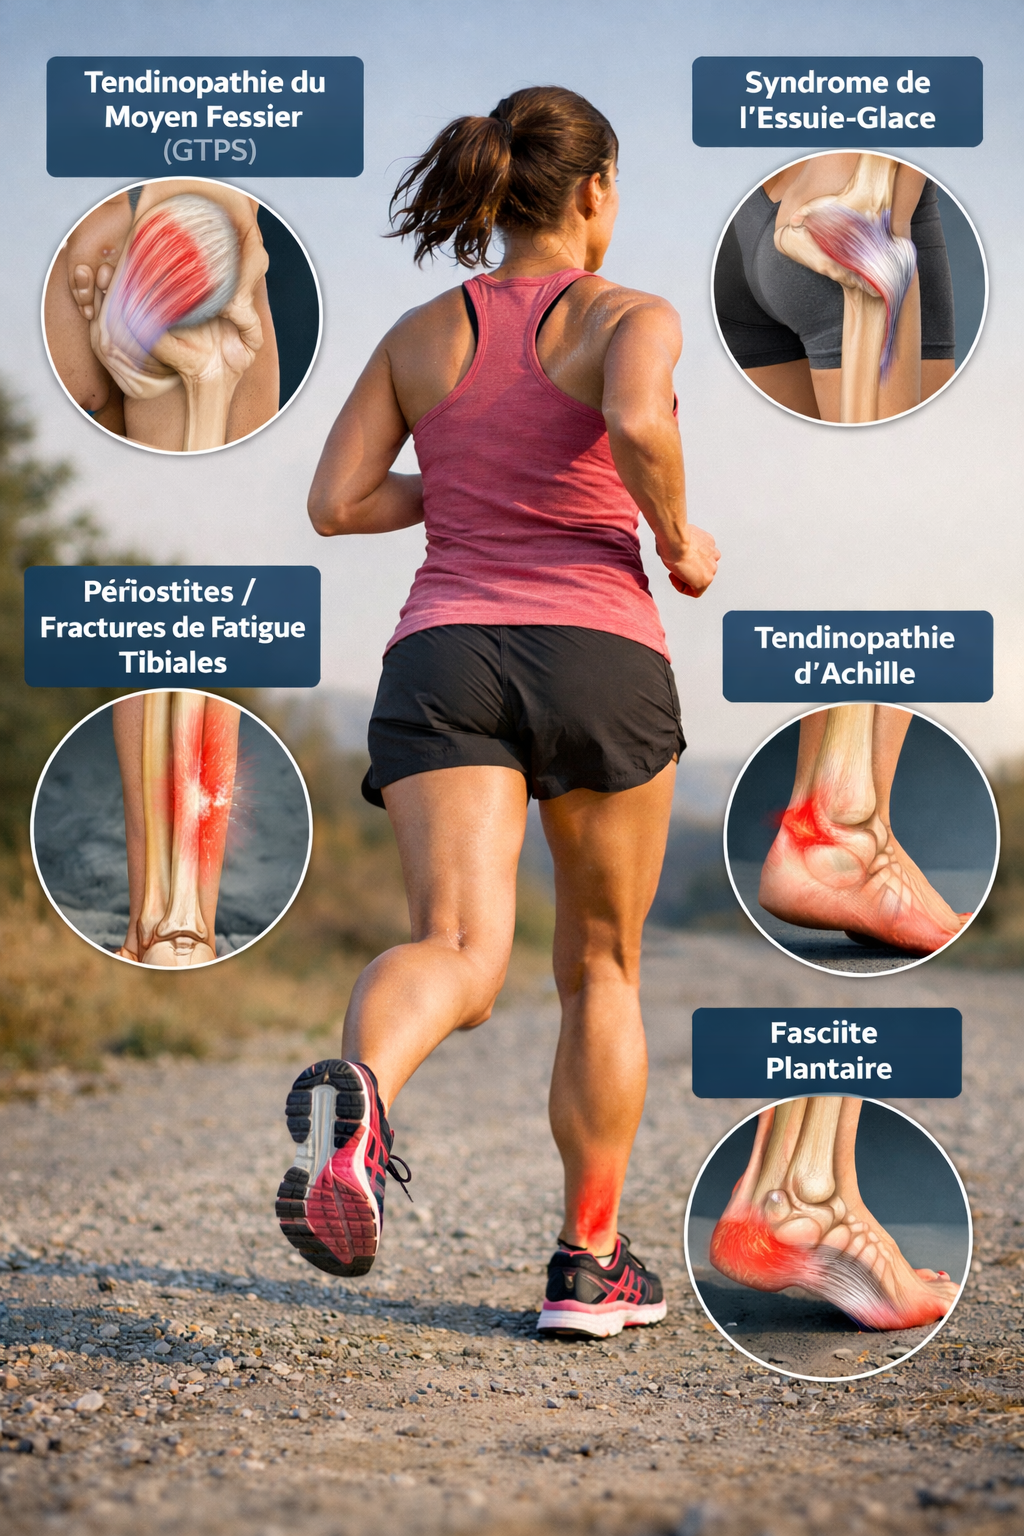 Tendinopathie du
Moyen Fessier
(GTPS)
Syndrome de
l'Essuie-Glace
Périostites /
Fractures de Fatigue
Tibiales
Tendinopathie
d'Achille
Fasciite
Plantaire